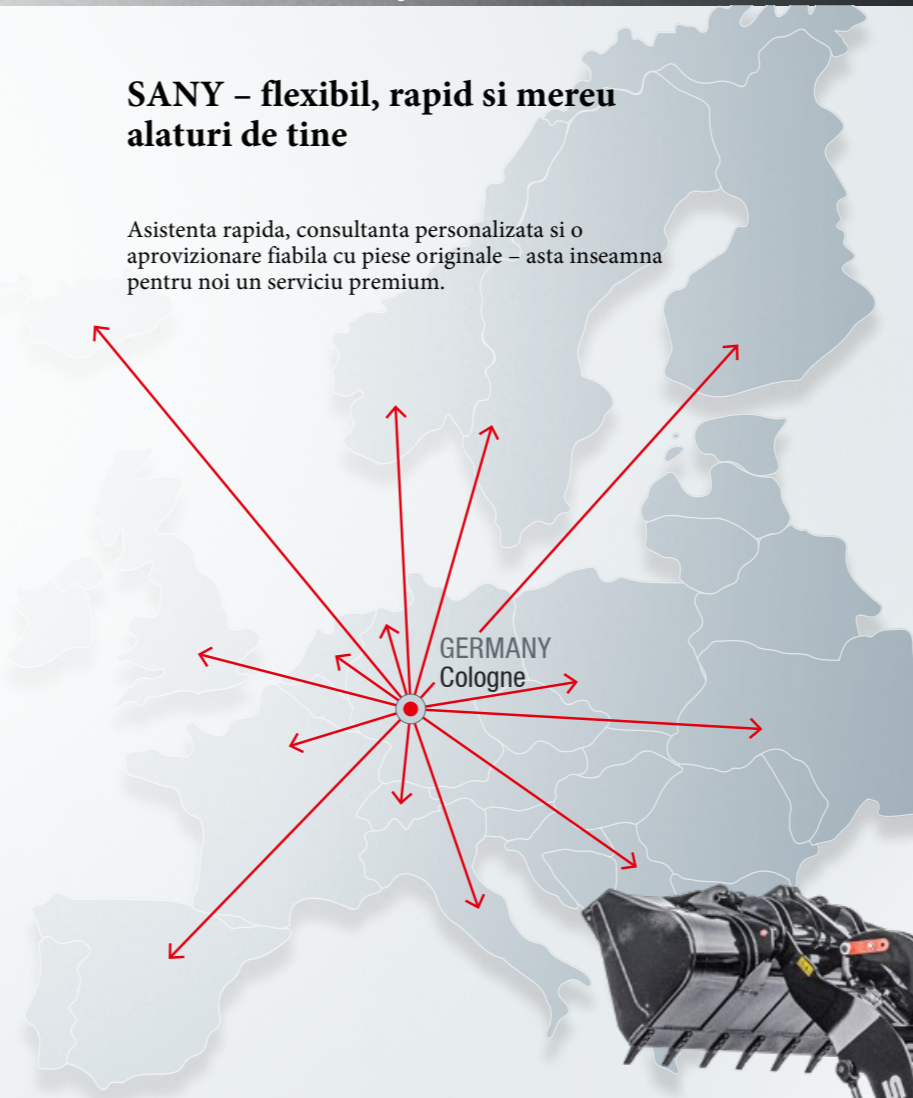 SANY – flexibil, rapid si mereu
alaturi de tine
Asistenta rapida, consultanta personalizata si o
aprovizionare fiabila cu piese originale – asta inseamna
pentru noi un serviciu premium.
GERMANY
Cologne